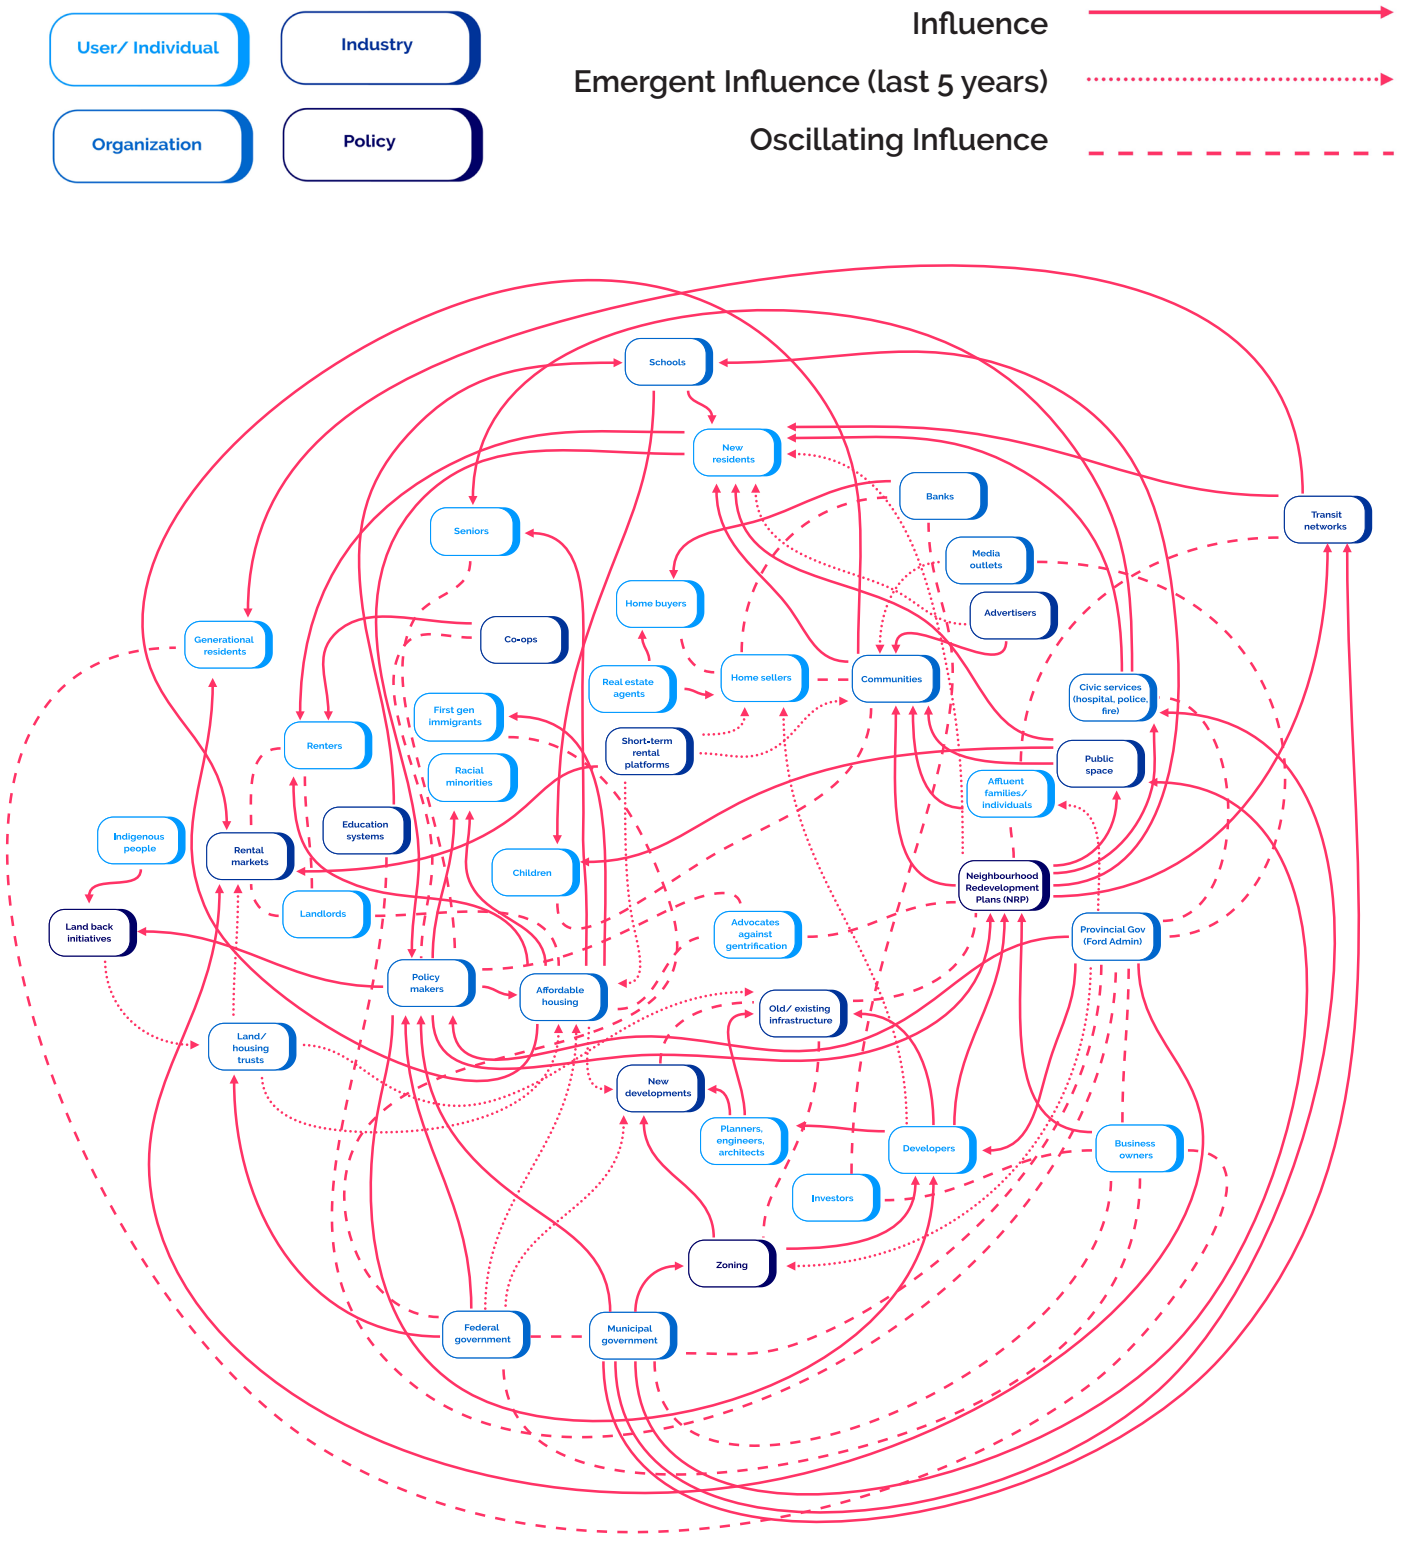 User/ Individual
Industry
Organization
Policy
Influence
Emergent Influence (last 5 years)
Oscillating Influence
Schools
New
residents
Banks
Transit
networks
Seniors
Media
outlets
Home buyers
Advertisers
Generational
residents
Co-ops
Real estate
agents
Home sellers
Communities
Civic services
(hospital, police,
fire)
First gen
immigrants
Renters
Short-term
rental
platforms
Public
space
Racial
minorities
Affluent
families/
individuals
Indigenous
people
Education
systems
Rental
markets
Children
Neighbourhood
Redevelopment
Plans (NRP)
Land back
initiatives
Landlords
Advocates
against
gentrification
Provincial Gov
(Ford Admin)
Policy
makers
Affordable
housing
Old/ existing
infrastructure
Land/
housing
trusts
New
developments
Planners,
engineers,
architects
Developers
Business
owners
Investors
Zoning
Federal
government
Municipal
government